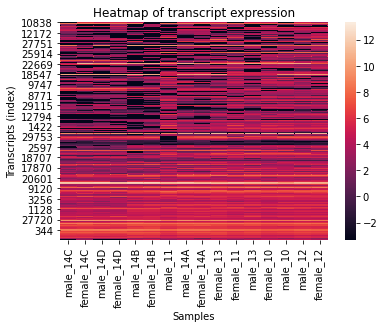 Heatmap of transcript expression
Transcripts (index)
10838
12172
27751
25914
22669
18547
9747
8771
29115
12794
1422
29753
2597
18707
17870
20601
9120
3256
1128
27720
344
12
10
8
6
4
2
0
−2
male_14C
female_14C
male_14D
female_14D
male_14B
female_14B
male_11
male_14A
female_14A
female_13
female_11
male_13
female_10
male_10
male_12
female_12
Samples